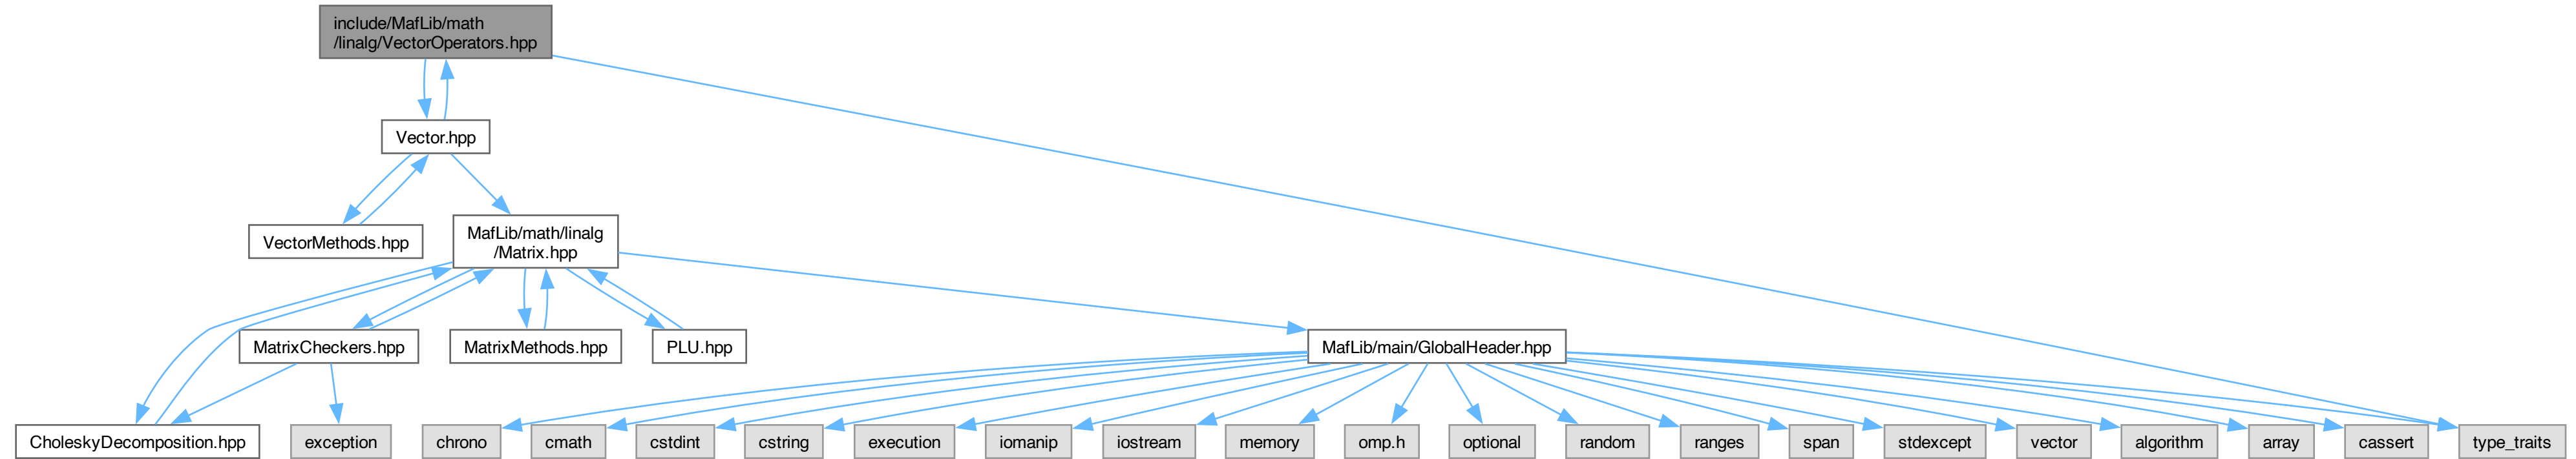 include/MafLib/math
/linalg/VectorOperators.hpp
Vector.hpp
VectorMethods.hpp
MafLib/math/linalg
/Matrix.hpp
MatrixCheckers.hpp
MatrixMethods.hpp
PLU.hpp
MafLib/main/GlobalHeader.hpp
CholeskyDecomposition.hpp
exception
chrono
cmath
cstdint
cstring
execution
iomanip
iostream
memory
omp.h
optional
random
ranges
span
stdexcept
vector
algorithm
array
cassert
type_traits